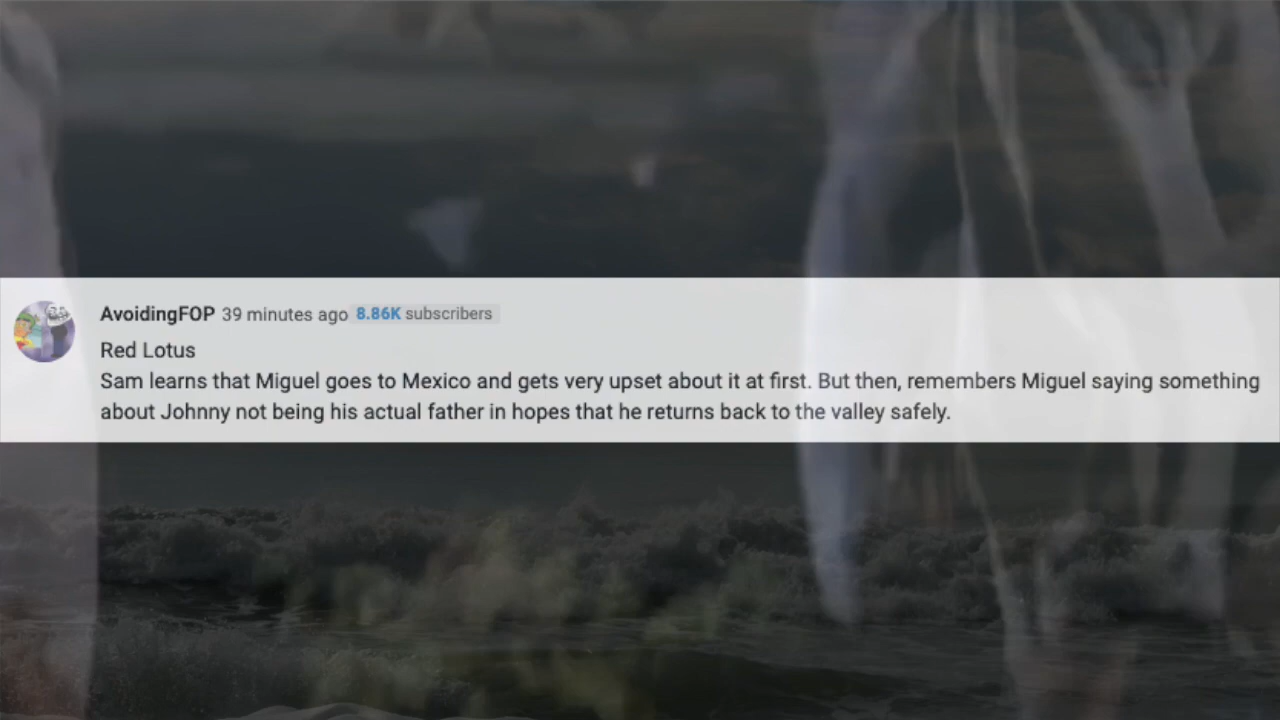 AvoidingFOP 39 minutes ago 8.86K subscribers
Red Lotus
Sam learns that Miguel goes to Mexico and gets very upset about it at first. But then, remembers Miguel saying something
about Johnny not being his actual father in hopes that he returns back to the valley safely.